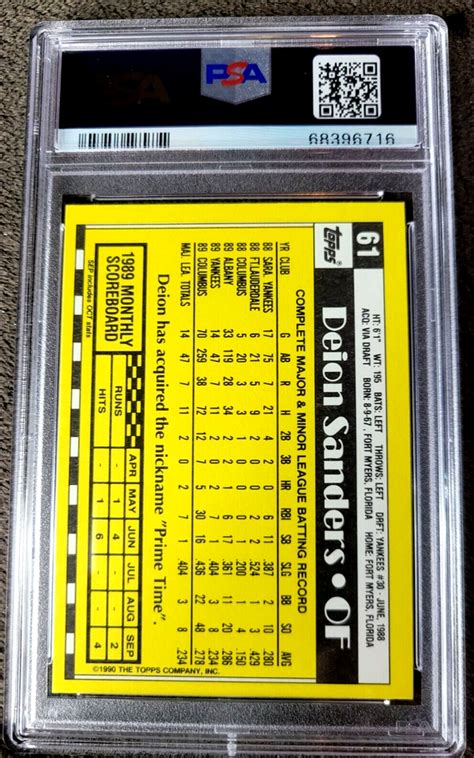 PSA
68396716
61
Topps®
Deion Sanders • OF
HT: 6'1" WT: 195 BATS: LEFT THROWS: LEFT DRFT: YANKEES #30 - JUNE, 1988
ACQ: VIA DRAFT BORN: 8-9-67, FORT MYERS, FLORIDA HOME: FORT MYERS, FLORIDA
COMPLETE MAJOR & MINOR LEAGUE BATTING RECORD
YR CLUB G AB R H 2B 3B HR RBI SB SLG BB SO AVG
88 SARA. YANKEES 17 75 7 21 4 2 0 6 11 .387 2 10 .280
88 FT.LAUDERDALE 6 21 5 9 2 0 0 2 2 .524 1 3 .429
88 COLUMBUS 5 20 3 3 1 0 0 0 1 .200 1 4 .150
89 ALBANY 33 119 28 34 2 2 1 6 17 .361 11 20 .286
89 YANKEES 14 47 7 11 2 0 2 7 1 .404 3 8 .234
89 COLUMBUS 70 259 38 72 12 7 5 30 16 .436 22 48 .278
MAJ. LEA. TOTALS 14 47 7 11 2 0 2 7 1 .404 3 8 .234
Deion has acquired the nickname "Prime Time".
1989 MONTHLY
SCOREBOARD
SEP includes OCT stats
APR MAY JUN JUL AUG SEP
RUNS - 1 4 - - 2
HITS - 1 6 - - 4
©1990 THE TOPPS COMPANY, INC.